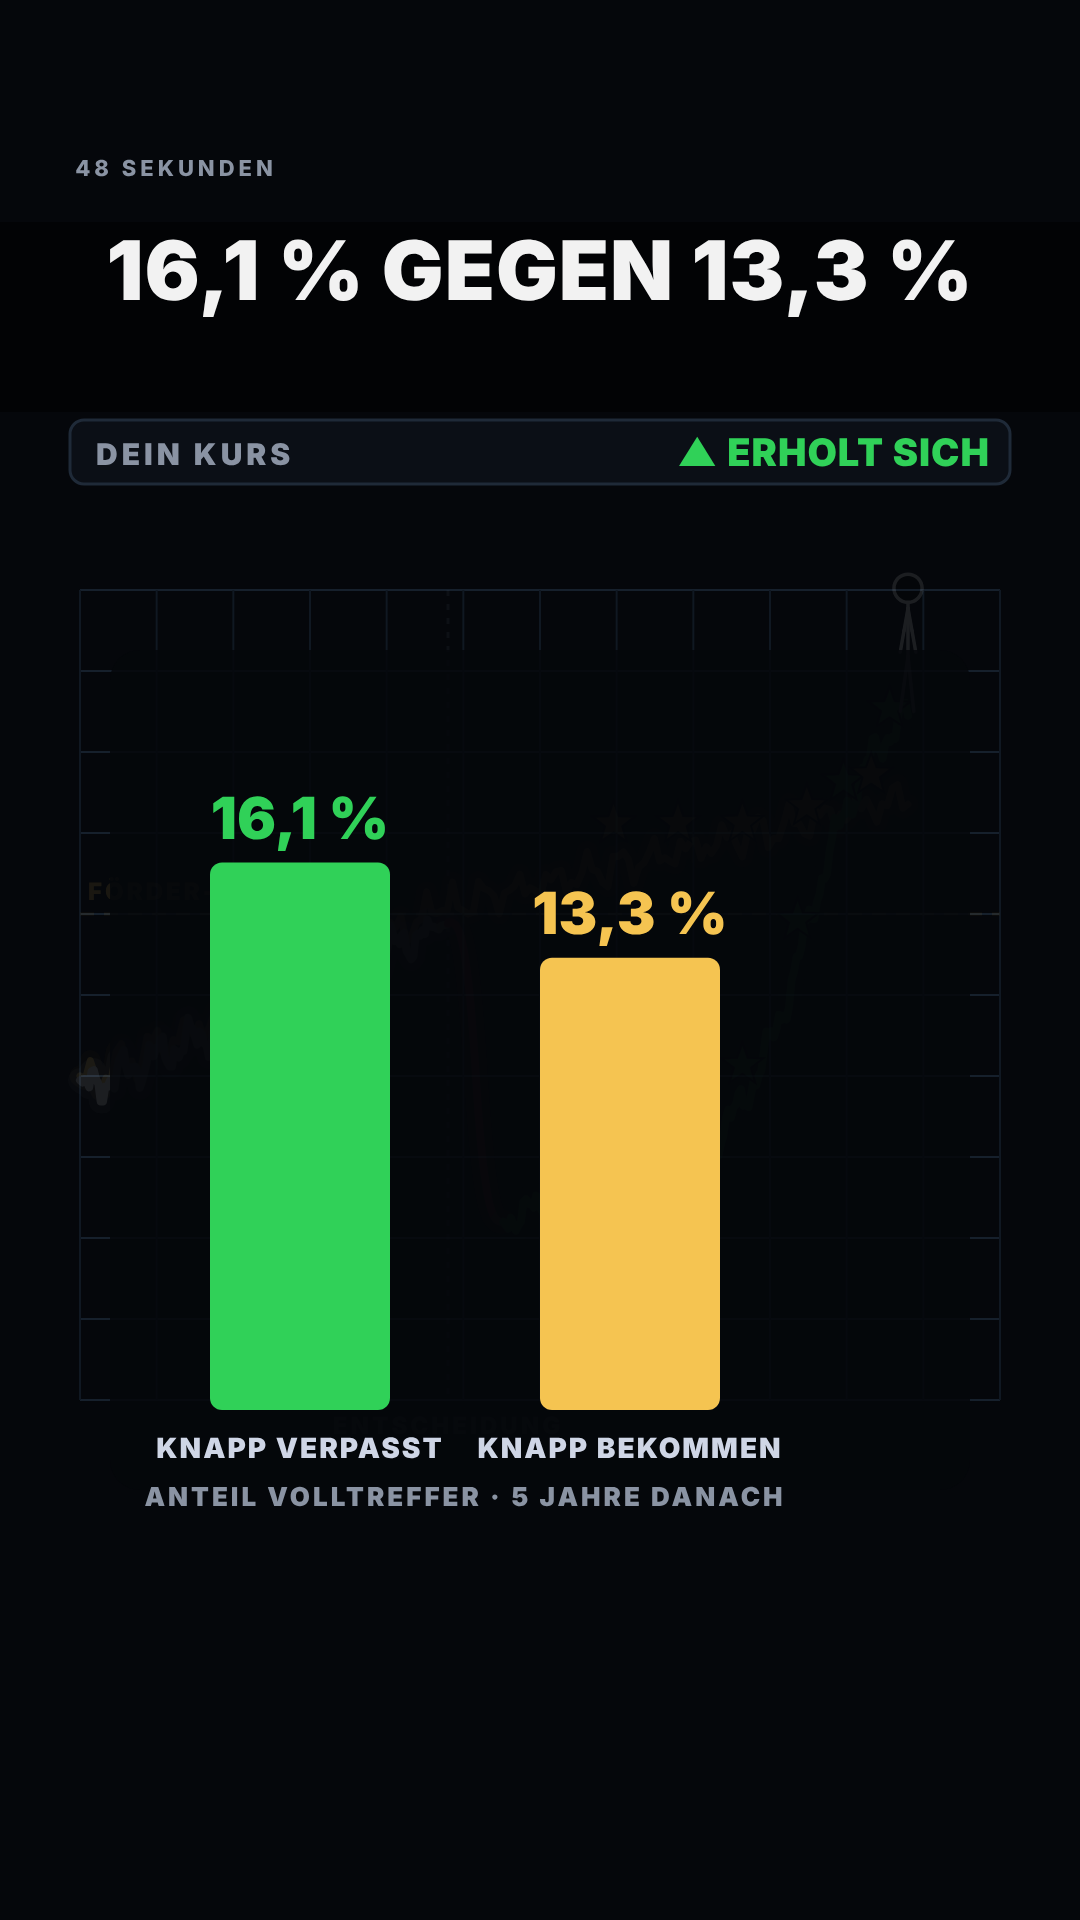 48 SEKUNDEN
16,1 % GEGEN 13,3 %
DEIN KURS
▲ ERHOLT SICH
16,1 %
13,3 %
KNAPP VERPASST
KNAPP BEKOMMEN
ANTEIL VOLLTREFFER · 5 JAHRE DANACH